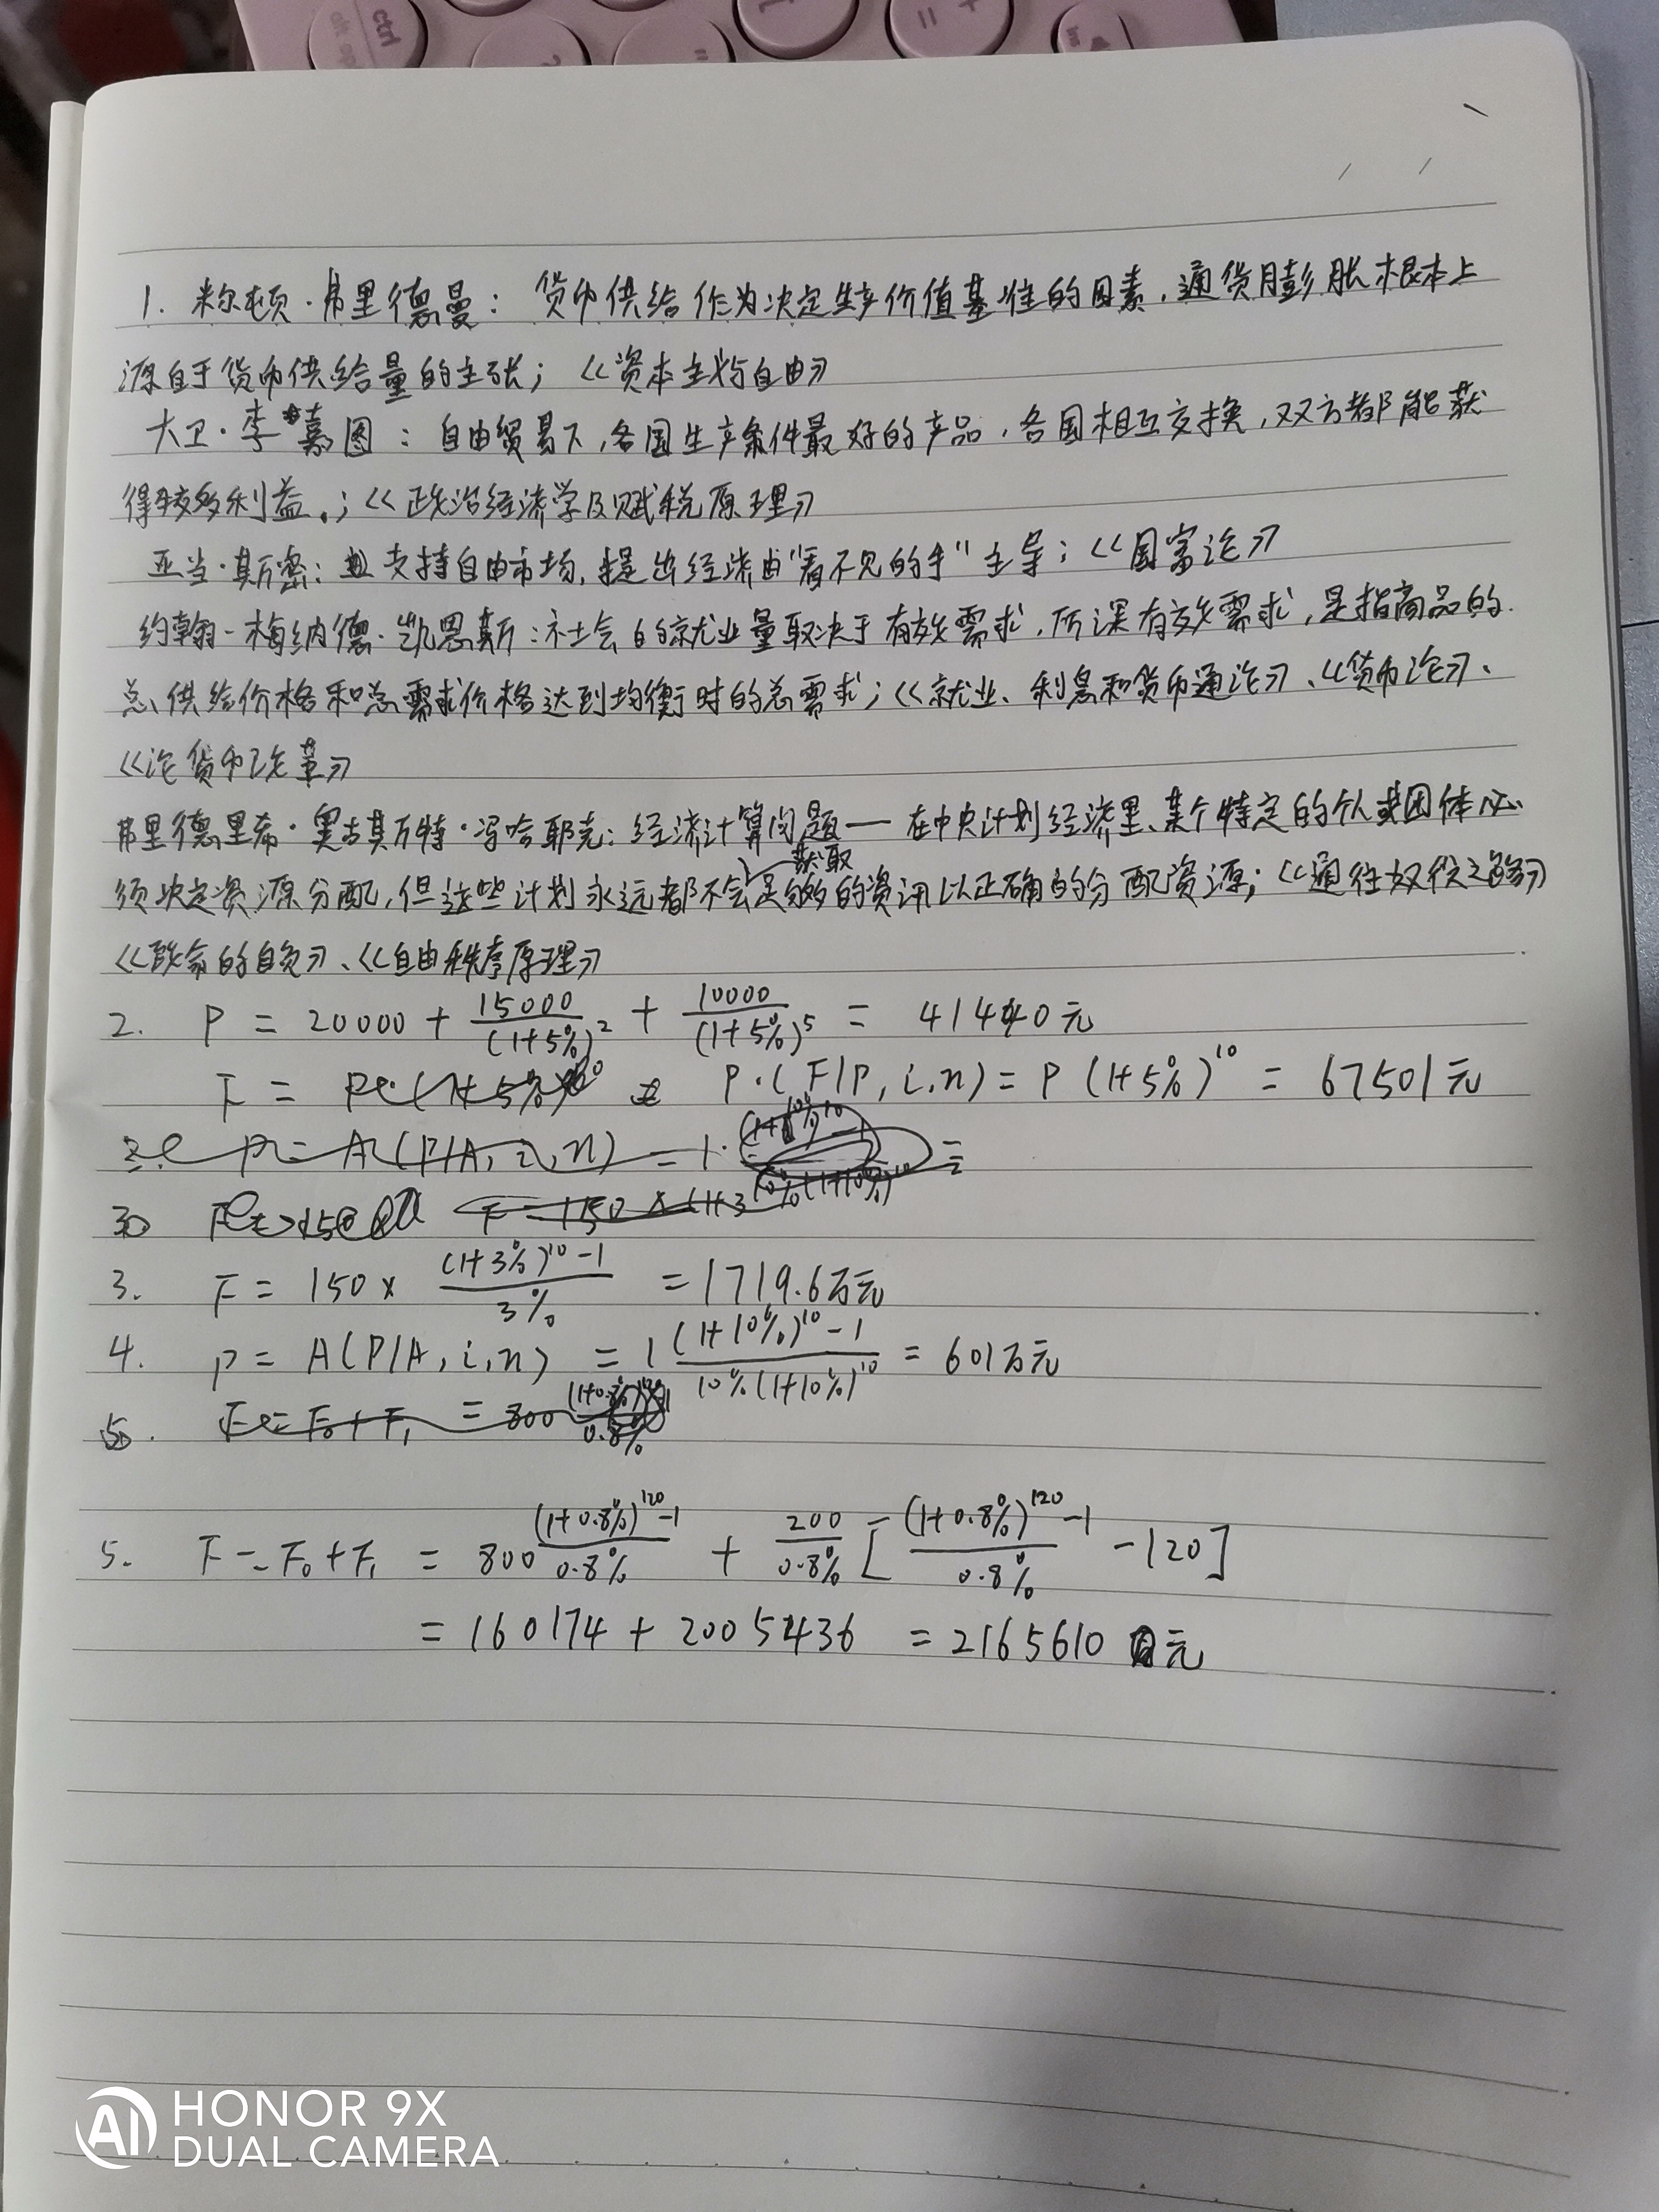 1. 米尔顿·弗里德曼：货币供给作为决定生产价值基准的因素，通货膨胀根本上
源自于货币供给量的主张；《资本主义与自由》
大卫·李嘉图：自由贸易下，各国生产条件最好的产品，各国相互交换，双方都能获
得较多利益。；《政治经济学及赋税原理》
亚当·斯密：支持自由市场，提出经济由“看不见的手”主导；《国富论》
约翰-梅纳德·凯恩斯：社会的就业量取决于有效需求，所谓有效需求，是指商品的
总供给价格和总需求价格达到均衡时的总需求；《就业、利息和货币通论》、《货币论》、
《论货币改革》
弗里德里希·奥古斯特·冯哈耶克：经济计算问题—在中央计划经济里、某个特定的个人或团体必
须决定资源分配，但这些计划永远都不会获取足够的资讯以正确的分配资源；《通往奴役之路》
《致命的自负》、《自由秩序原理》
2. P = 20000 + 15000/(1+5%)² + 10000/(1+5%)⁵ = 41440元
F = P·(F/P, i, n) = P(1+5%)¹⁰ = 67501元
3. F = 150 × ((1+3%)¹⁰-1)/3% = 1719.6万元
4. P = A(P/A, i, n) = 1 ((1+10%)¹⁰-1)/(10%(1+10%)¹⁰) = 601万元
5. F = F₀+F₁ = 800 ((1+0.8%)¹²⁰-1)/0.8% + 200/0.8% [((1+0.8%)¹²⁰-1)/0.8% -120]
= 160174 + 2005436 = 2165610 元
HONOR 9X
DUAL CAMERA